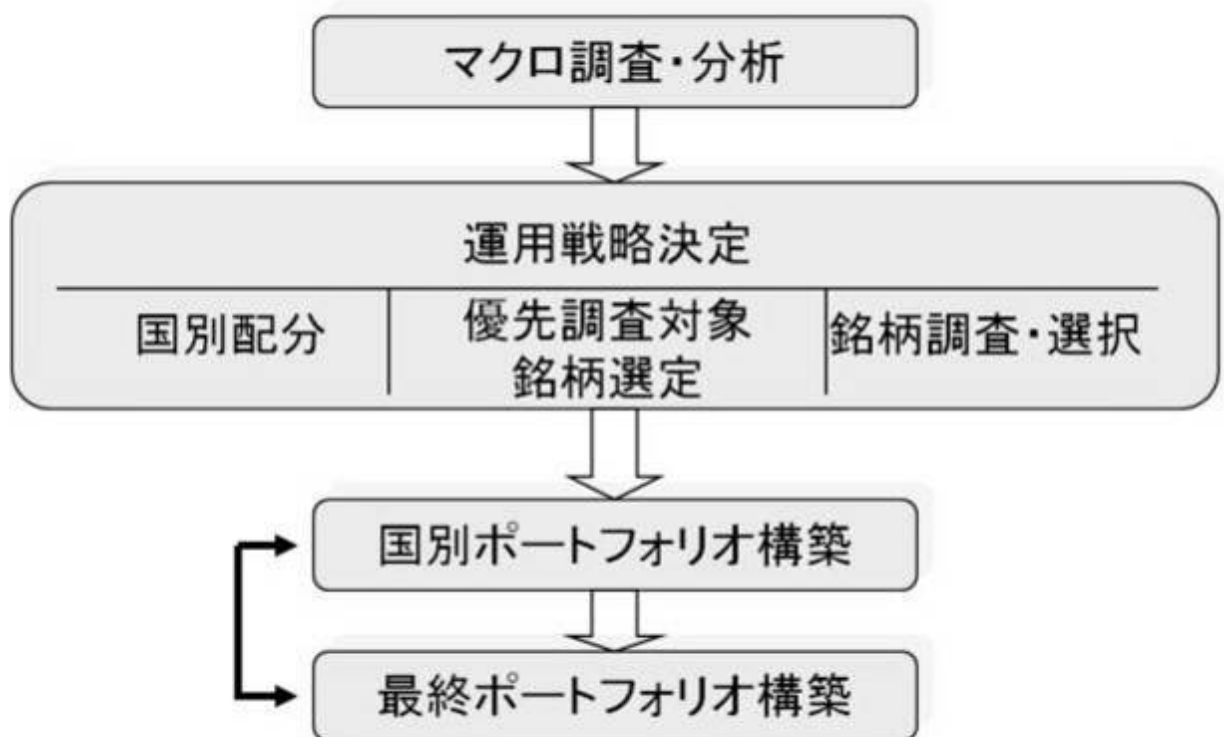 マクロ調査・分析
運用戦略決定
国別配分
優先調査対象
銘柄選定
銘柄調査・選択
国別ポートフォリオ構築
最終ポートフォリオ構築